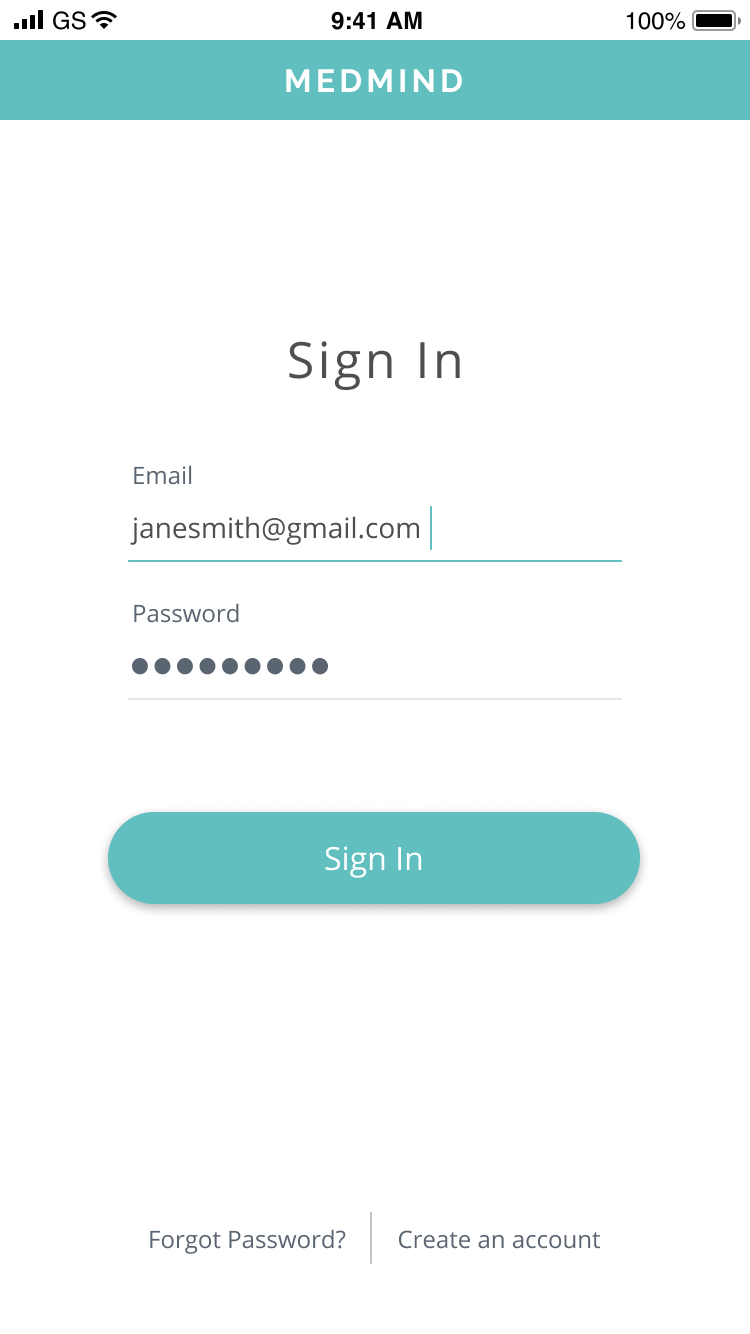 GS 9:41 AM 100%
MEDMIND
Sign In
Email
janesmith@gmail.com
Password
●●●●●●●●●
Sign In
Forgot Password? Create an account